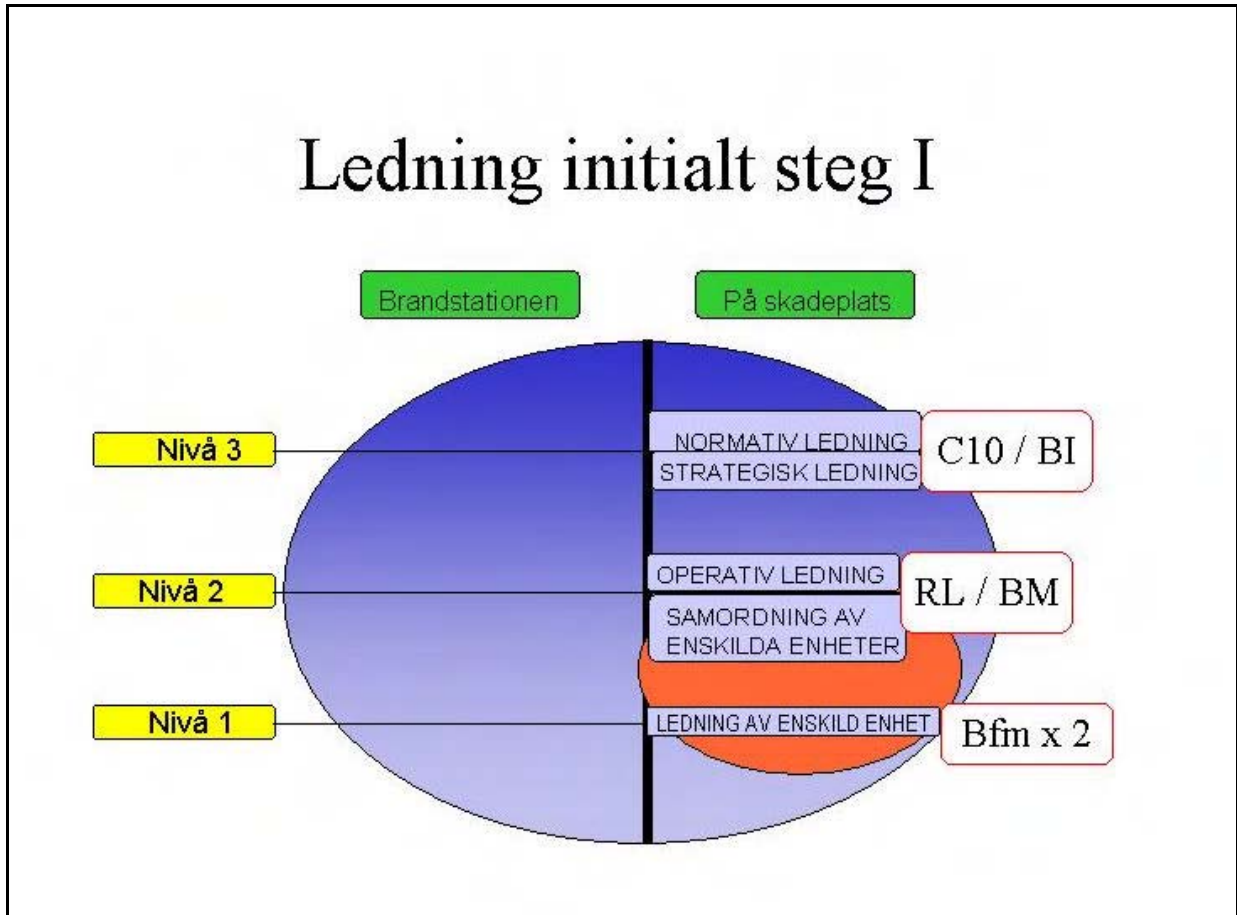 Ledning initialt steg I
Brandstationen
På skadeplats
Nivå 3
NORMATIV LEDNING
STRATEGISK LEDNING
C10 / BI
Nivå 2
OPERATIV LEDNING
SAMORDNING AV
ENSKILDA ENHETER
RL / BM
Nivå 1
LEDNING AV ENSKILD ENHET
Bfm x 2